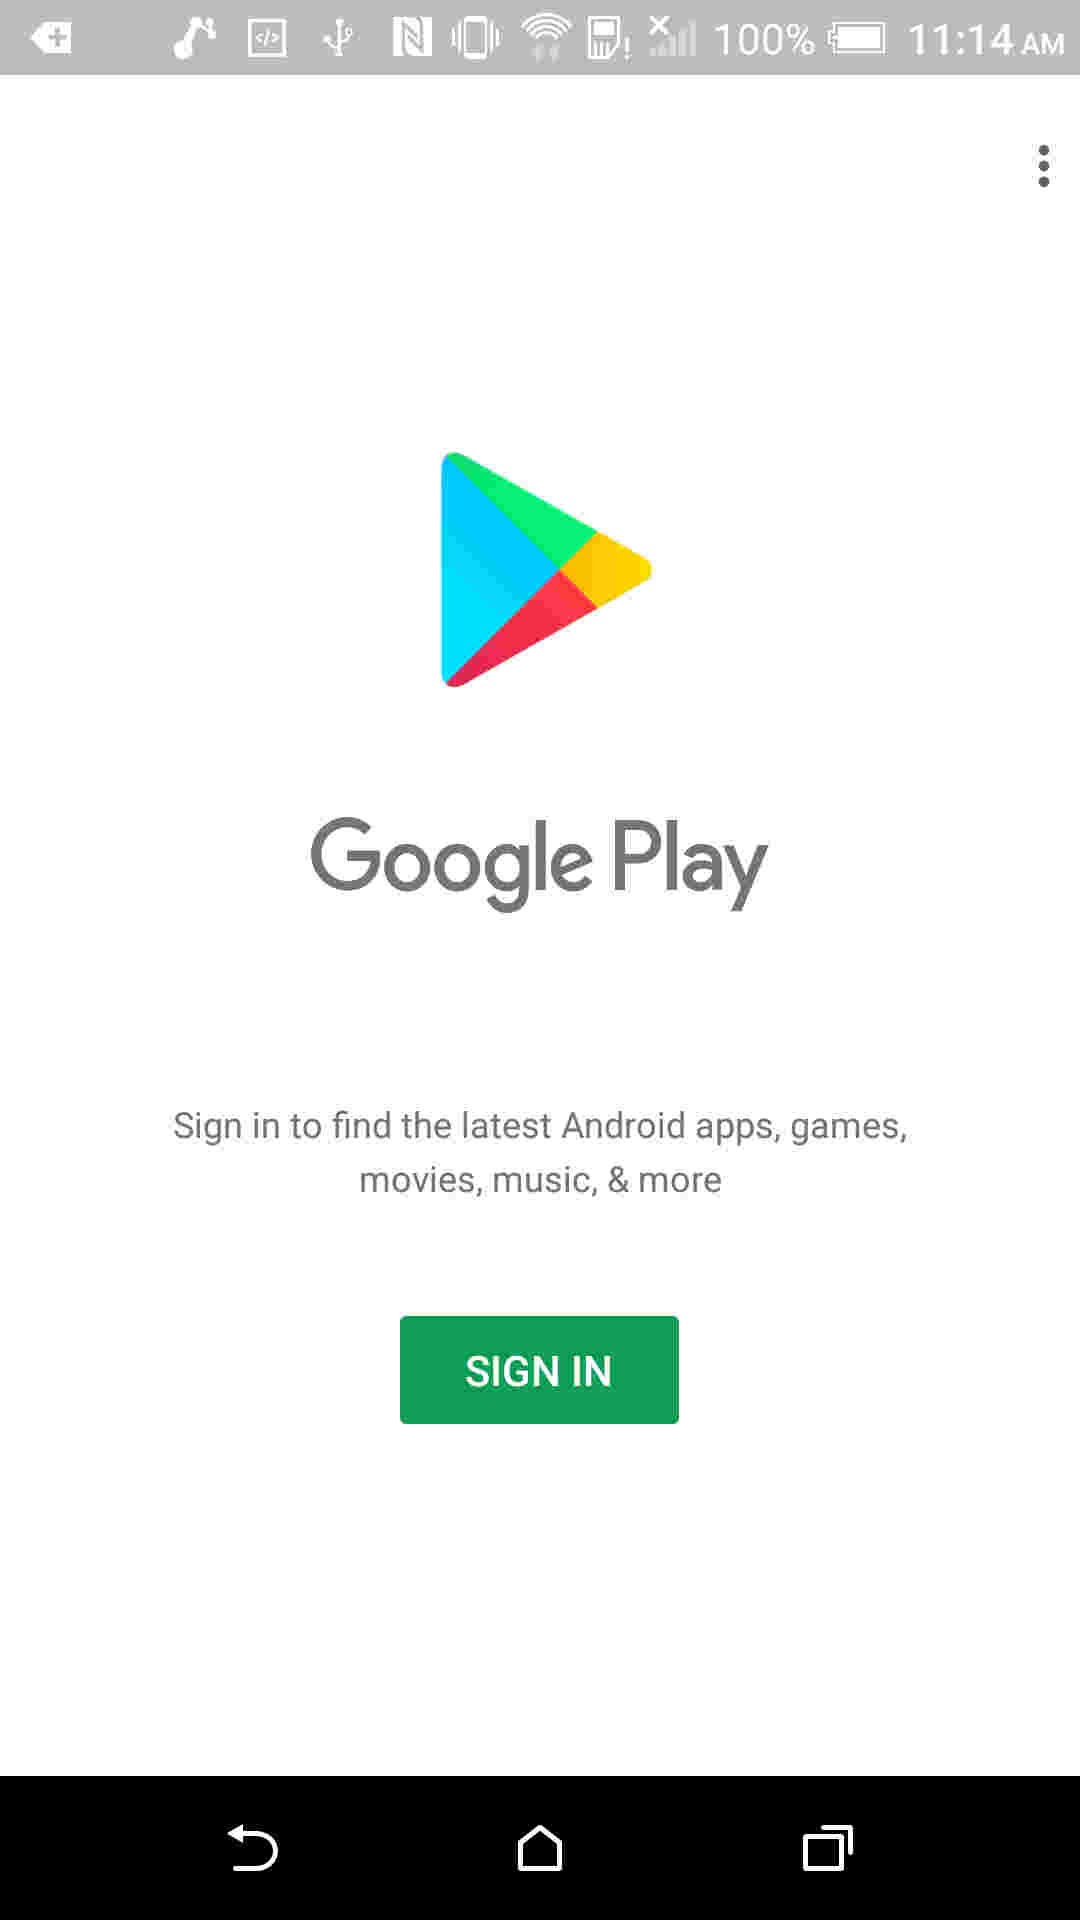 100% 11:14 AM
Google Play
Sign in to find the latest Android apps, games,
movies, music, & more
SIGN IN